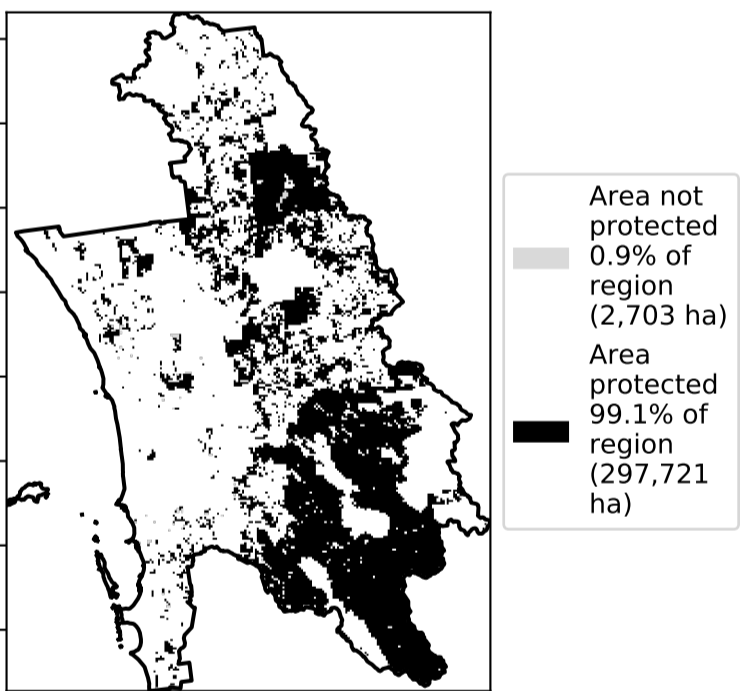 Area not
protected
0.9% of
region
(2,703 ha)
Area
protected
99.1% of
region
(297,721
ha)